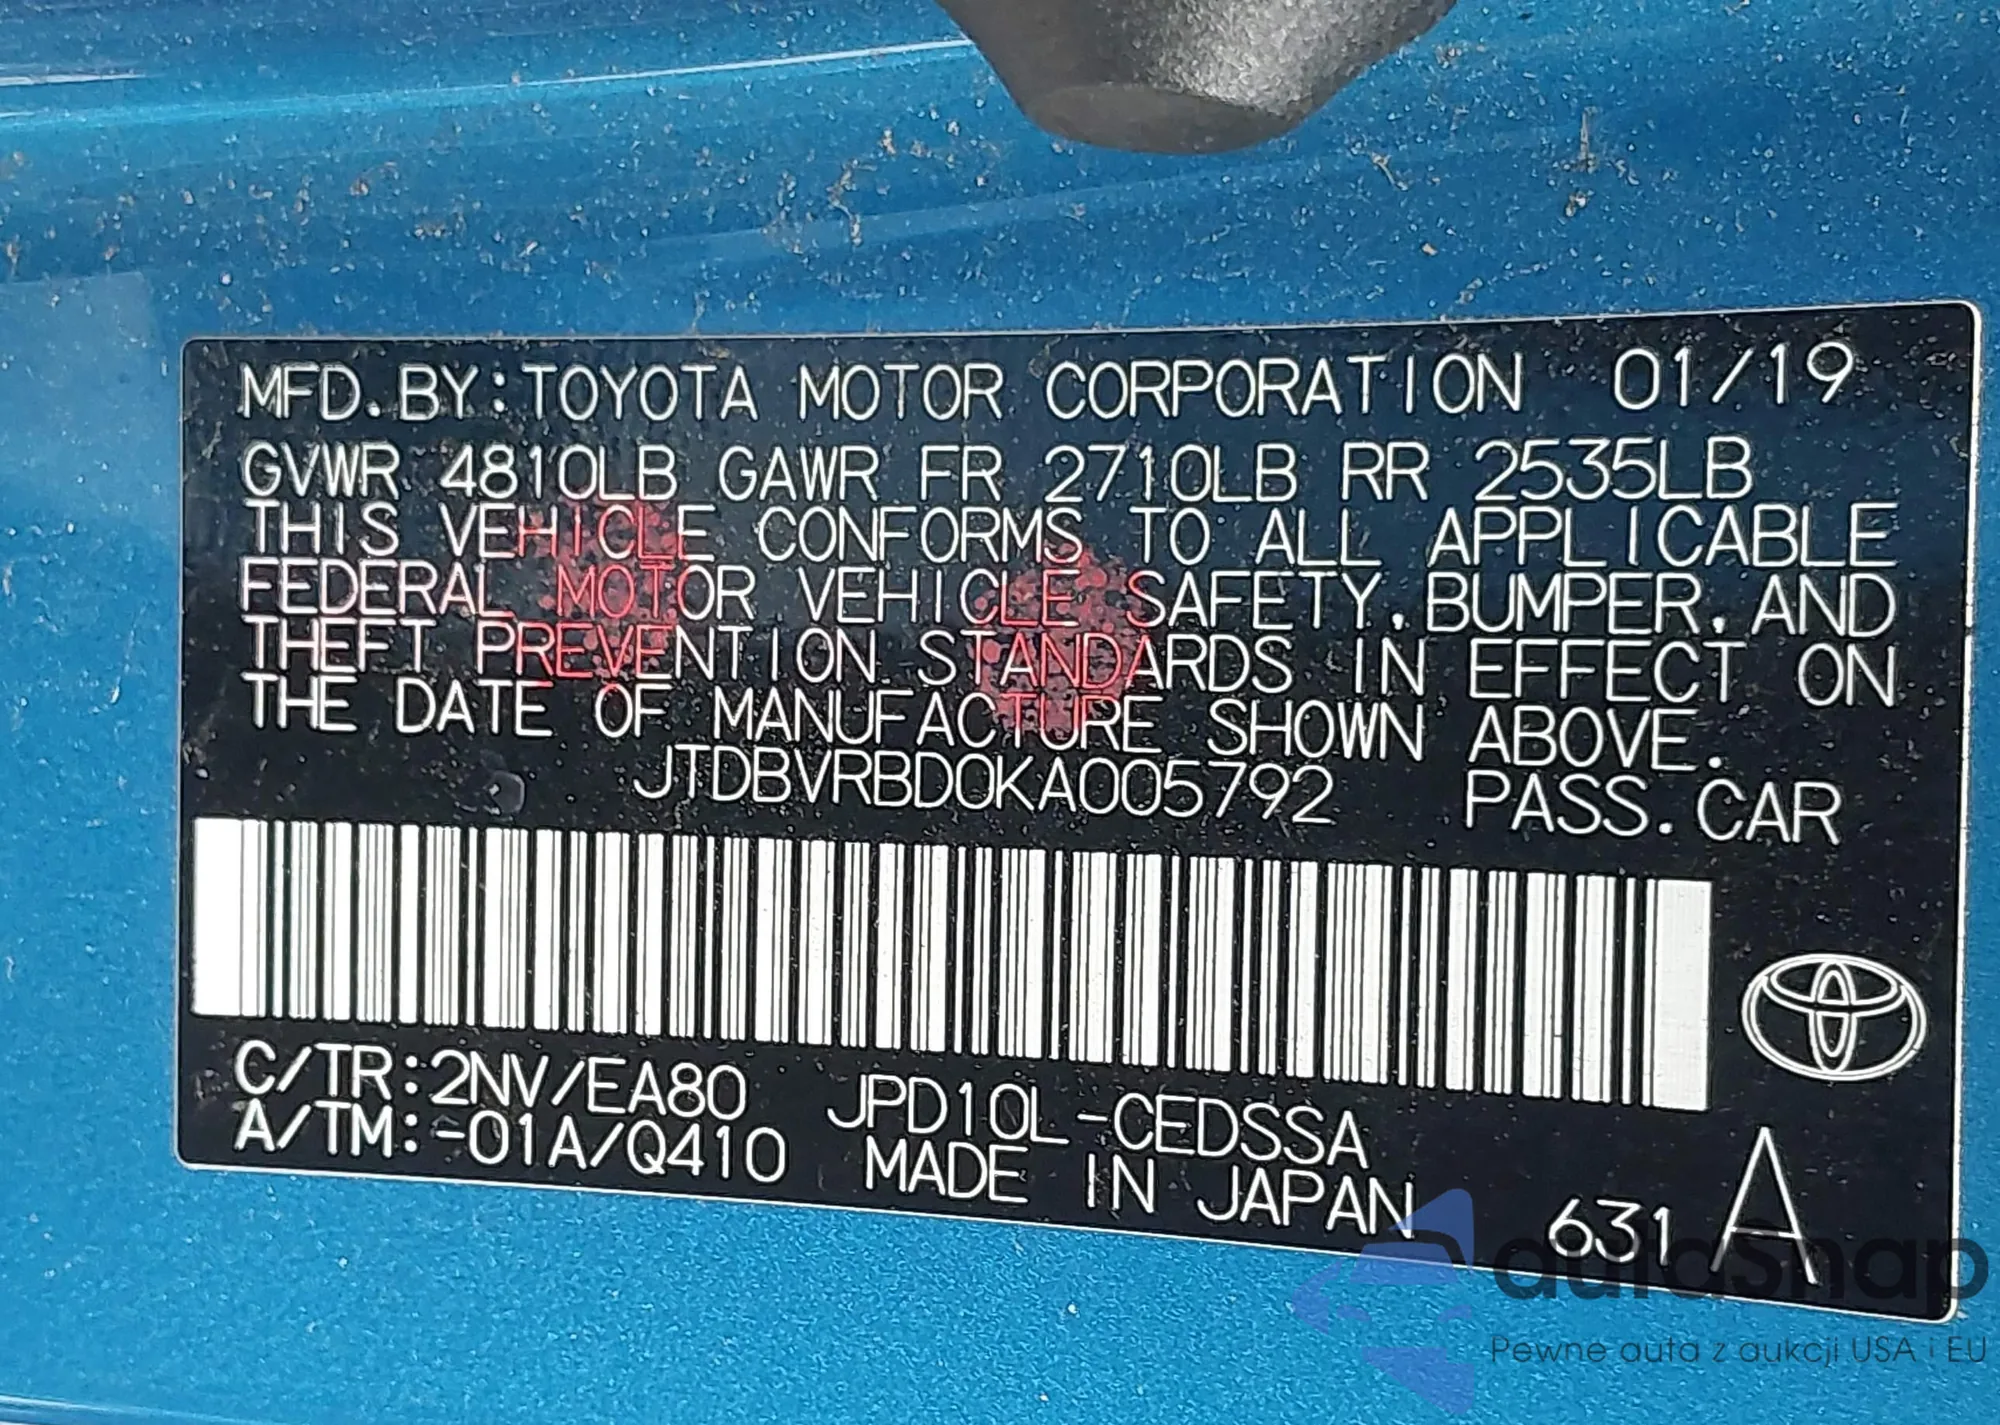 MFD.BY:TOYOTA MOTOR CORPORATION 01/19
GVWR 4810LB GAWR FR 2710LB RR 2535LB
THIS VEHICLE CONFORMS TO ALL APPLICABLE
FEDERAL MOTOR VEHICLE SAFETY,BUMPER,AND
THEFT PREVENTION STANDARDS IN EFFECT ON
THE DATE OF MANUFACTURE SHOWN ABOVE.
JTDBVRBD0KA005792 PASS.CAR
C/TR:2NV/EA80 JPD10L-CEDSSA
A/TM:-01A/Q410 MADE IN JAPAN
631 A
autaSnap
Pewne auta z aukcji USA i EU